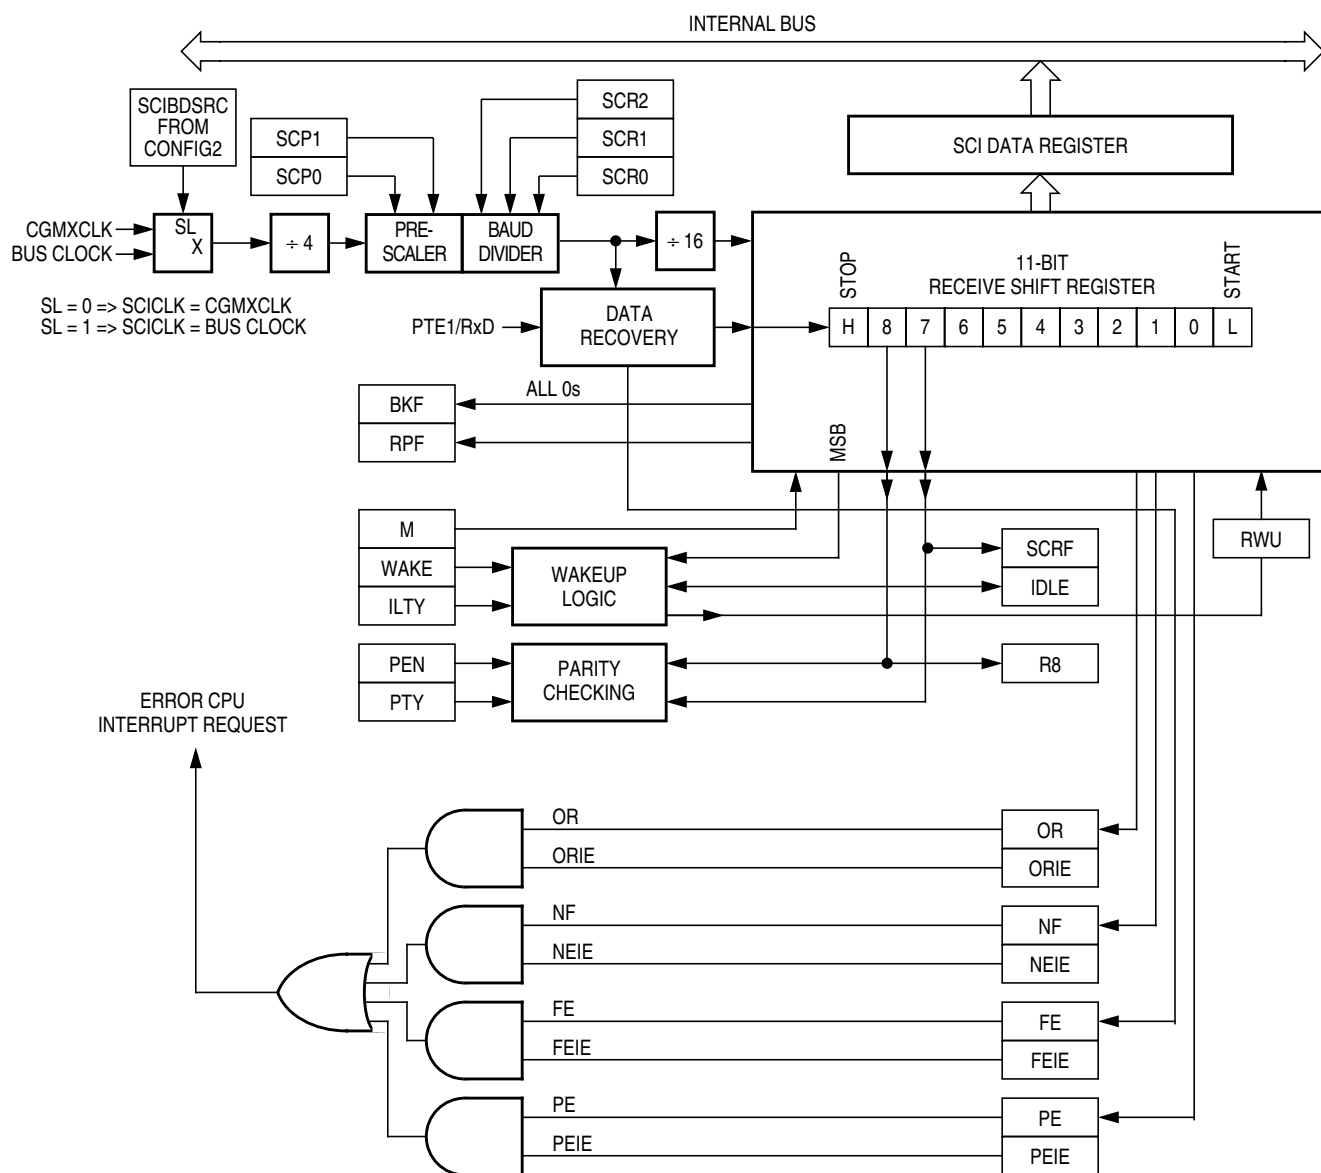 INTERNAL BUS
SCIBDSRC
FROM
CONFIG2
SCP1
SCP0
SCR2
SCR1
SCR0
SCI DATA REGISTER
CGMXCLK
BUS CLOCK
SL
X
÷ 4
PRE-
SCALER
BAUD
DIVIDER
÷ 16
SL = 0 => SCICLK = CGMXCLK
SL = 1 => SCICLK = BUS CLOCK
PTE1/RxD
DATA
RECOVERY
STOP
11-BIT
RECEIVE SHIFT REGISTER
START
H 8 7 6 5 4 3 2 1 0 L
ALL 0s
BKF
RPF
MSB
M
WAKE
ILTY
WAKEUP
LOGIC
SCRF
IDLE
RWU
PEN
PTY
PARITY
CHECKING
R8
ERROR CPU
INTERRUPT REQUEST
OR
OR
ORIE
ORIE
NF
NF
NEIE
NEIE
FE
FE
FEIE
FEIE
PE
PE
PEIE
PEIE